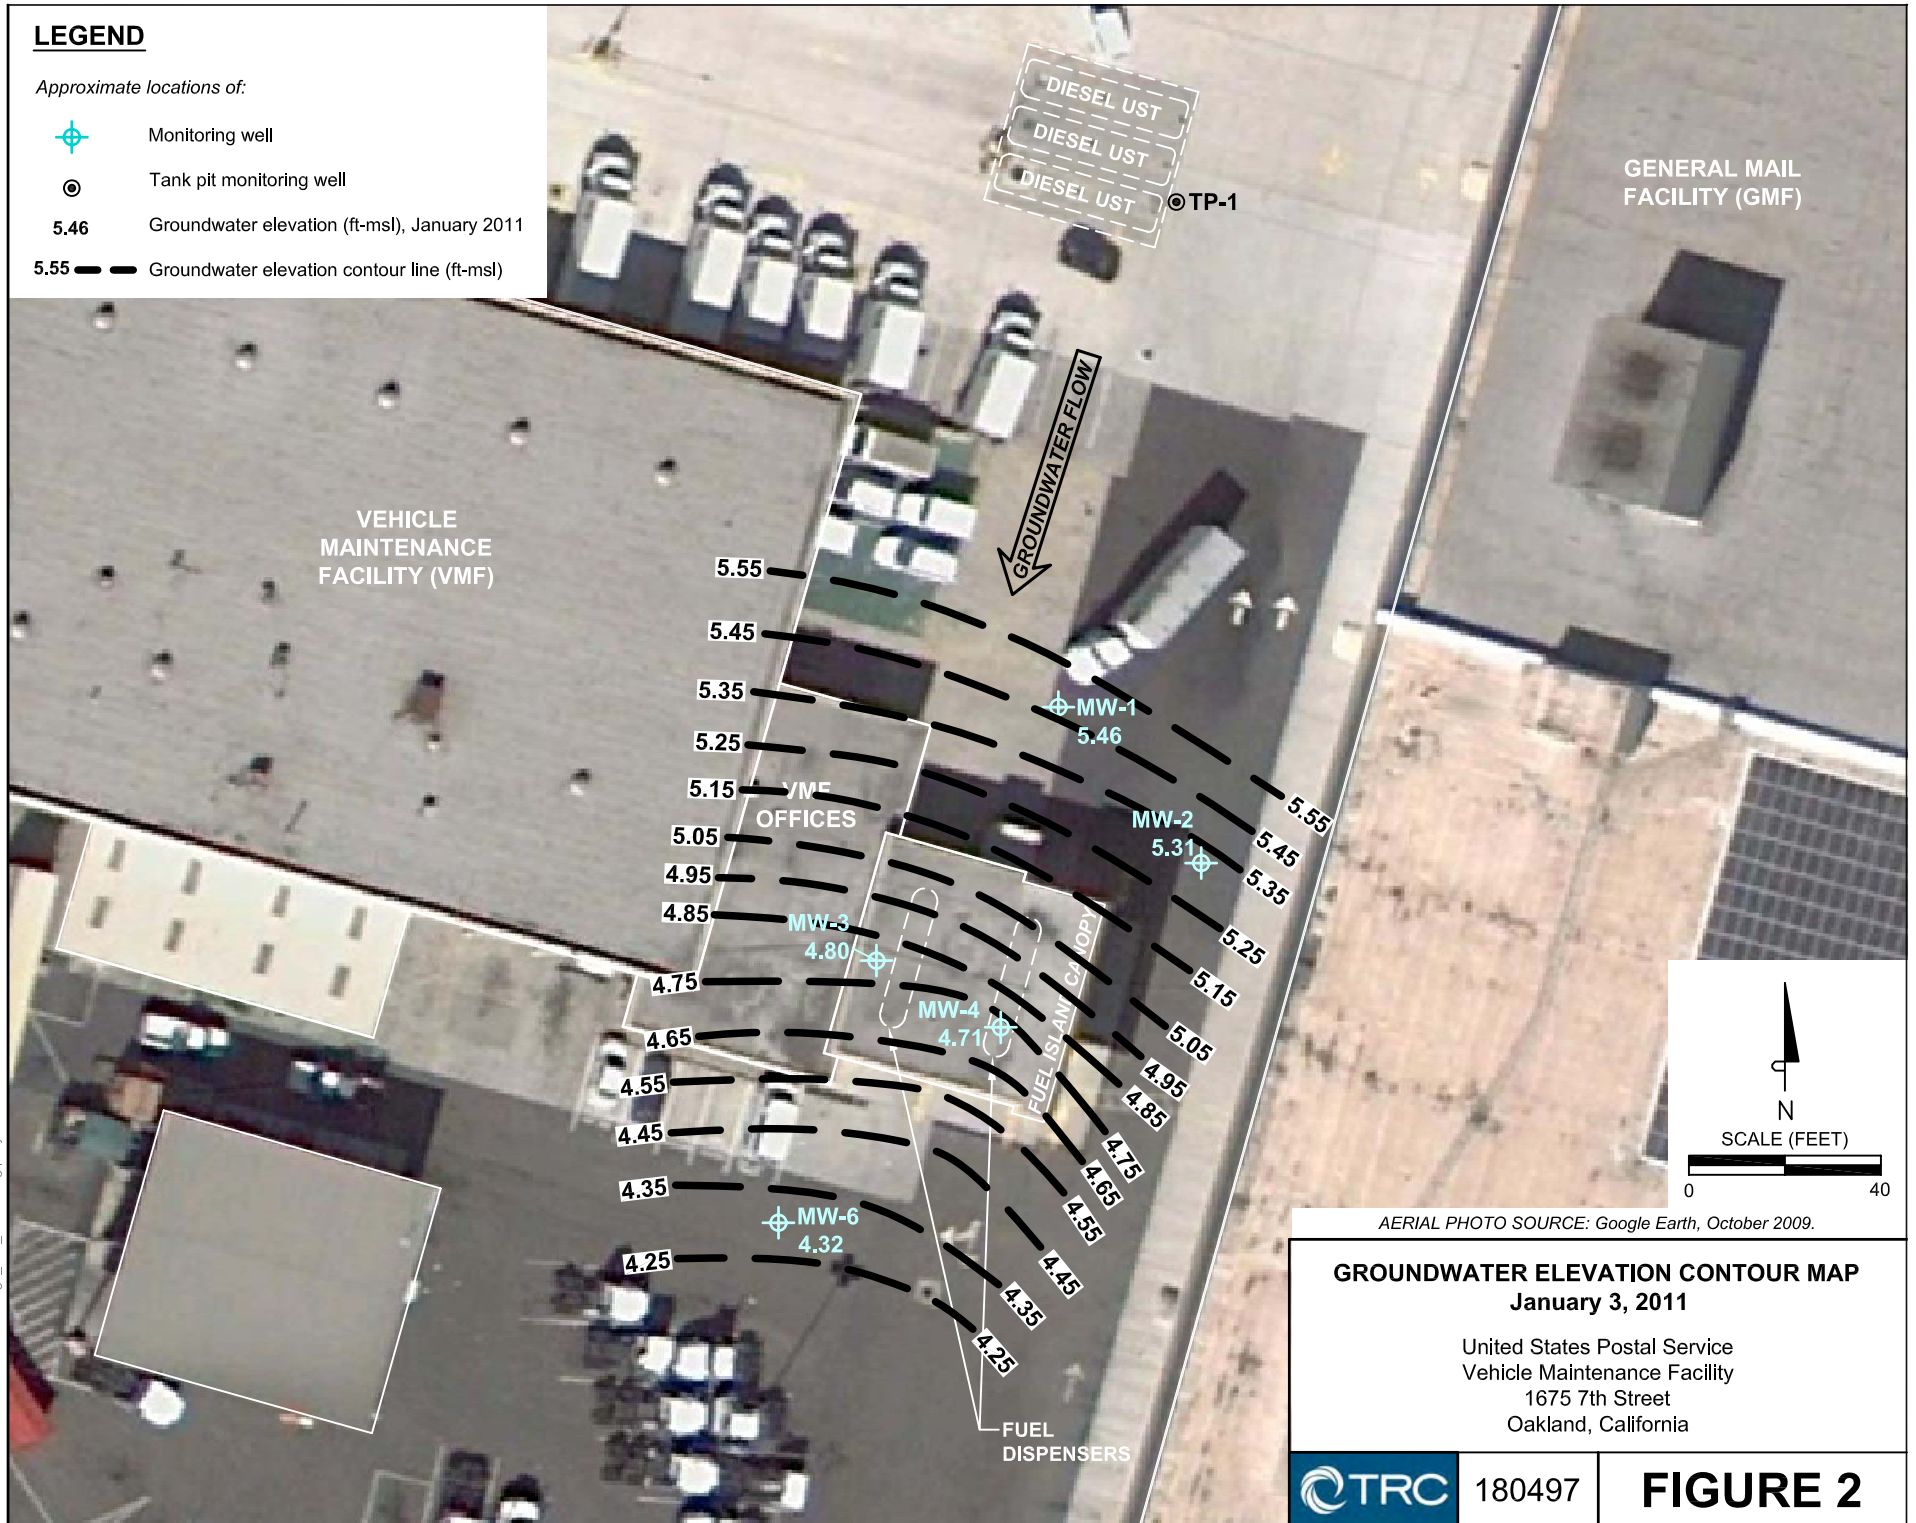 LEGEND
Approximate locations of:
Monitoring well
Tank pit monitoring well
5.46 Groundwater elevation (ft-msl), January 2011
5.55 Groundwater elevation contour line (ft-msl)
DIESEL UST
DIESEL UST
DIESEL UST
TP-1
GENERAL MAIL
FACILITY (GMF)
GROUNDWATER FLOW
VEHICLE
MAINTENANCE
FACILITY (VMF)
5.55
5.45
5.35
5.25
5.15
5.05
4.95
4.85
4.75
4.65
4.55
4.45
4.35
4.25
MW-1
5.46
MW-2
5.31
VMF
OFFICES
MW-3
4.80
MW-4
4.71
FUEL ISLAND CANOPY
MW-6
4.32
5.55
5.45
5.35
5.25
5.15
5.05
4.95
4.85
4.75
4.65
4.55
4.45
4.35
4.25
FUEL
DISPENSERS
N
SCALE (FEET)
0 40
AERIAL PHOTO SOURCE: Google Earth, October 2009.
GROUNDWATER ELEVATION CONTOUR MAP
January 3, 2011
United States Postal Service
Vehicle Maintenance Facility
1675 7th Street
Oakland, California
TRC 180497 FIGURE 2